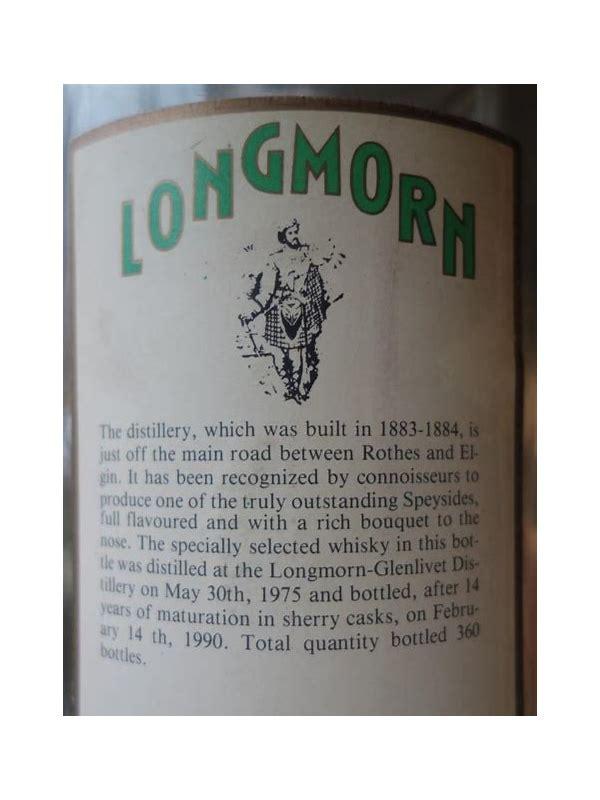 LONGMORN
The distillery, which was built in 1883-1884, is
just off the main road between Rothes and El-
gin. It has been recognized by connoisseurs to
produce one of the truly outstanding Speysides,
full flavoured and with a rich bouquet to the
nose. The specially selected whisky in this bot-
tle was distilled at the Longmorn-Glenlivet Dis-
tillery on May 30th, 1975 and bottled, after 14
years of maturation in sherry casks, on Febru-
ary 14 th, 1990. Total quantity bottled 360
bottles.